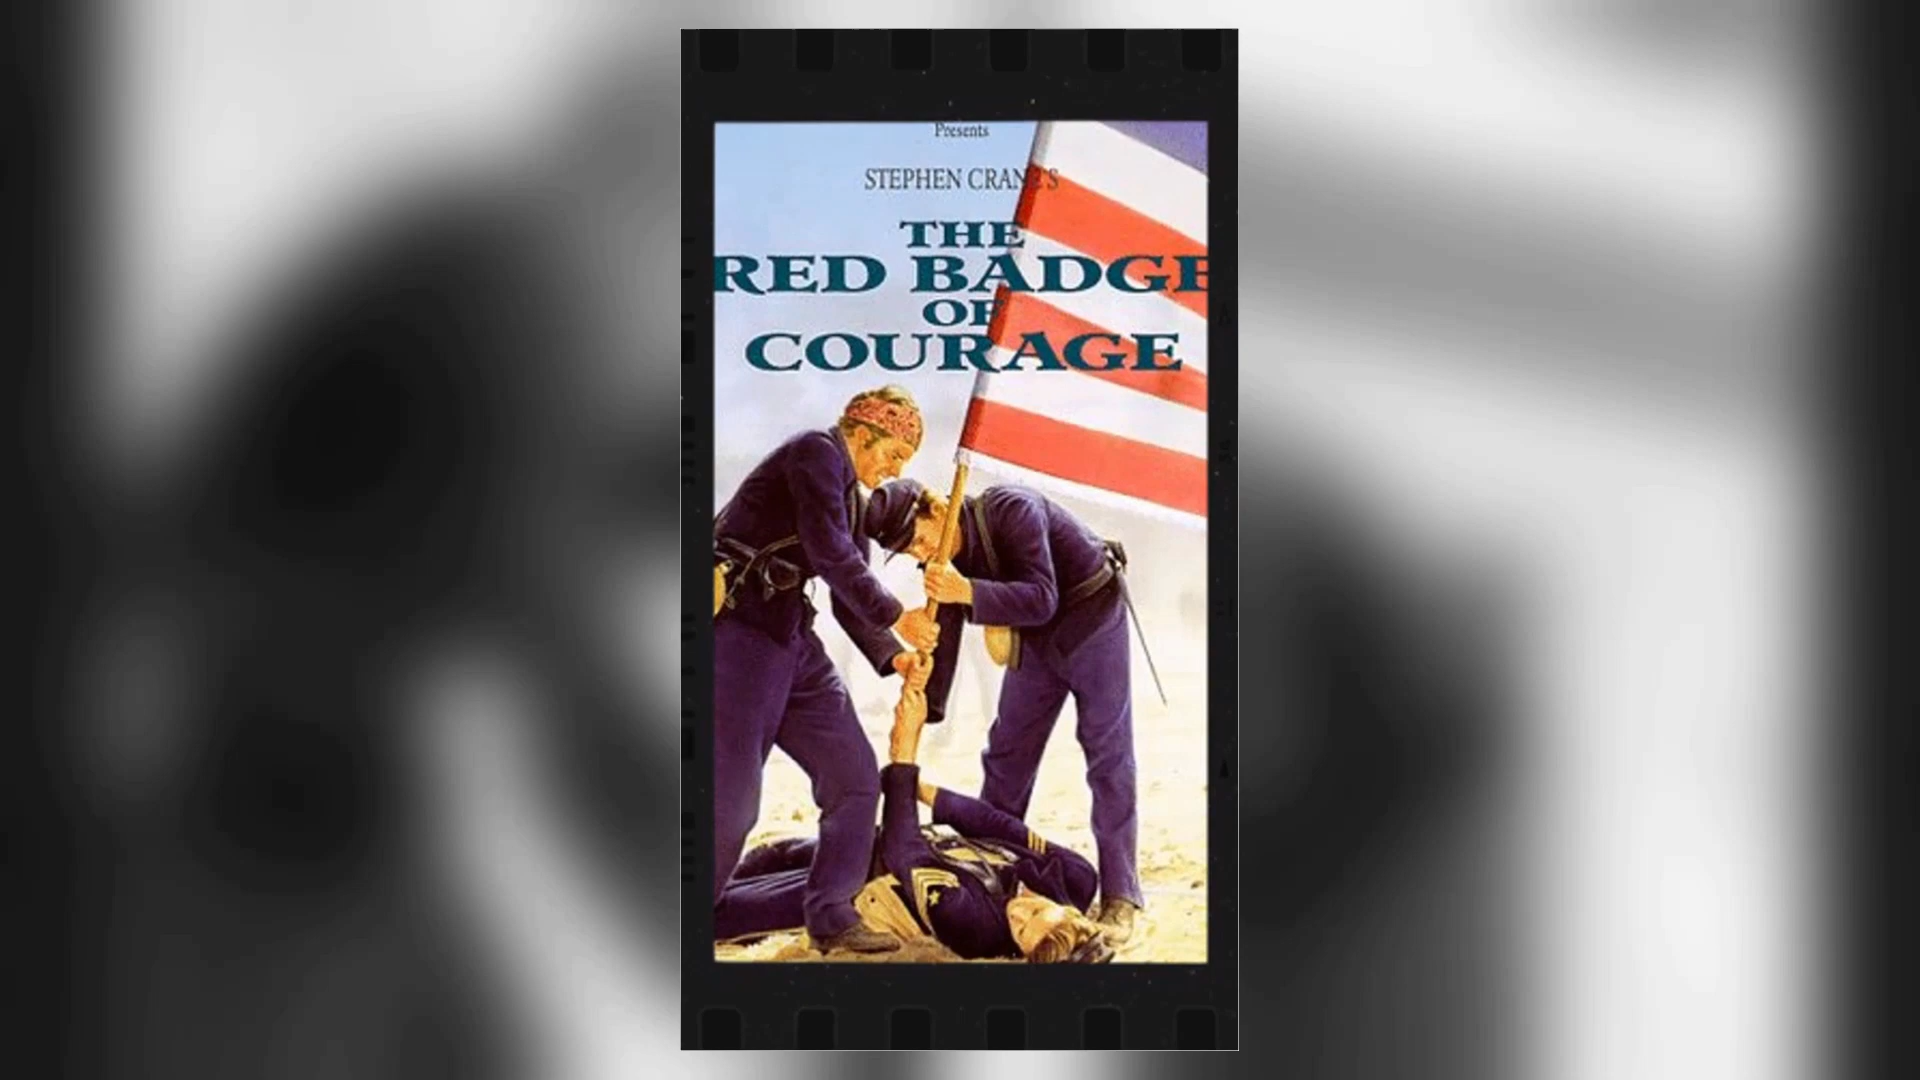 Presents
STEPHEN CRANE'S
THE
RED BADGE
OF
COURAGE